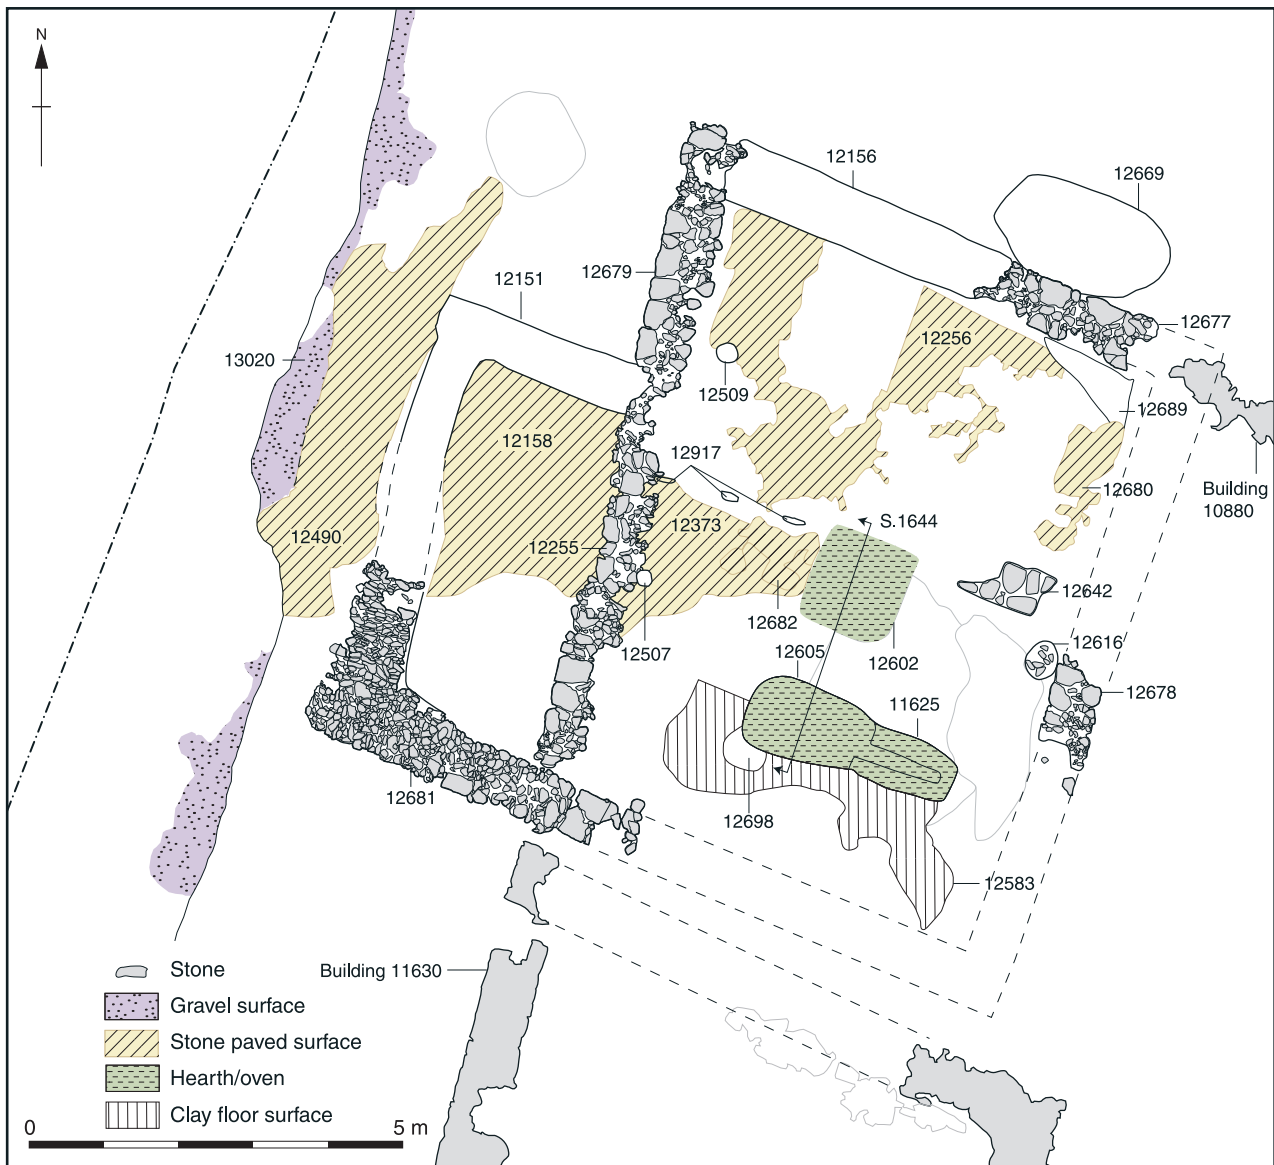 N
12156
12669
12679
12151
12677
13020
12256
12509
12689
12158
12917
12680
Building
10880
12373
S.1644
12490
12255
12642
12682
12616
12507
12605
12602
12678
11625
12681
12698
12583
Stone
Building 11630
Gravel surface
Stone paved surface
Hearth/oven
Clay floor surface
0
5 m